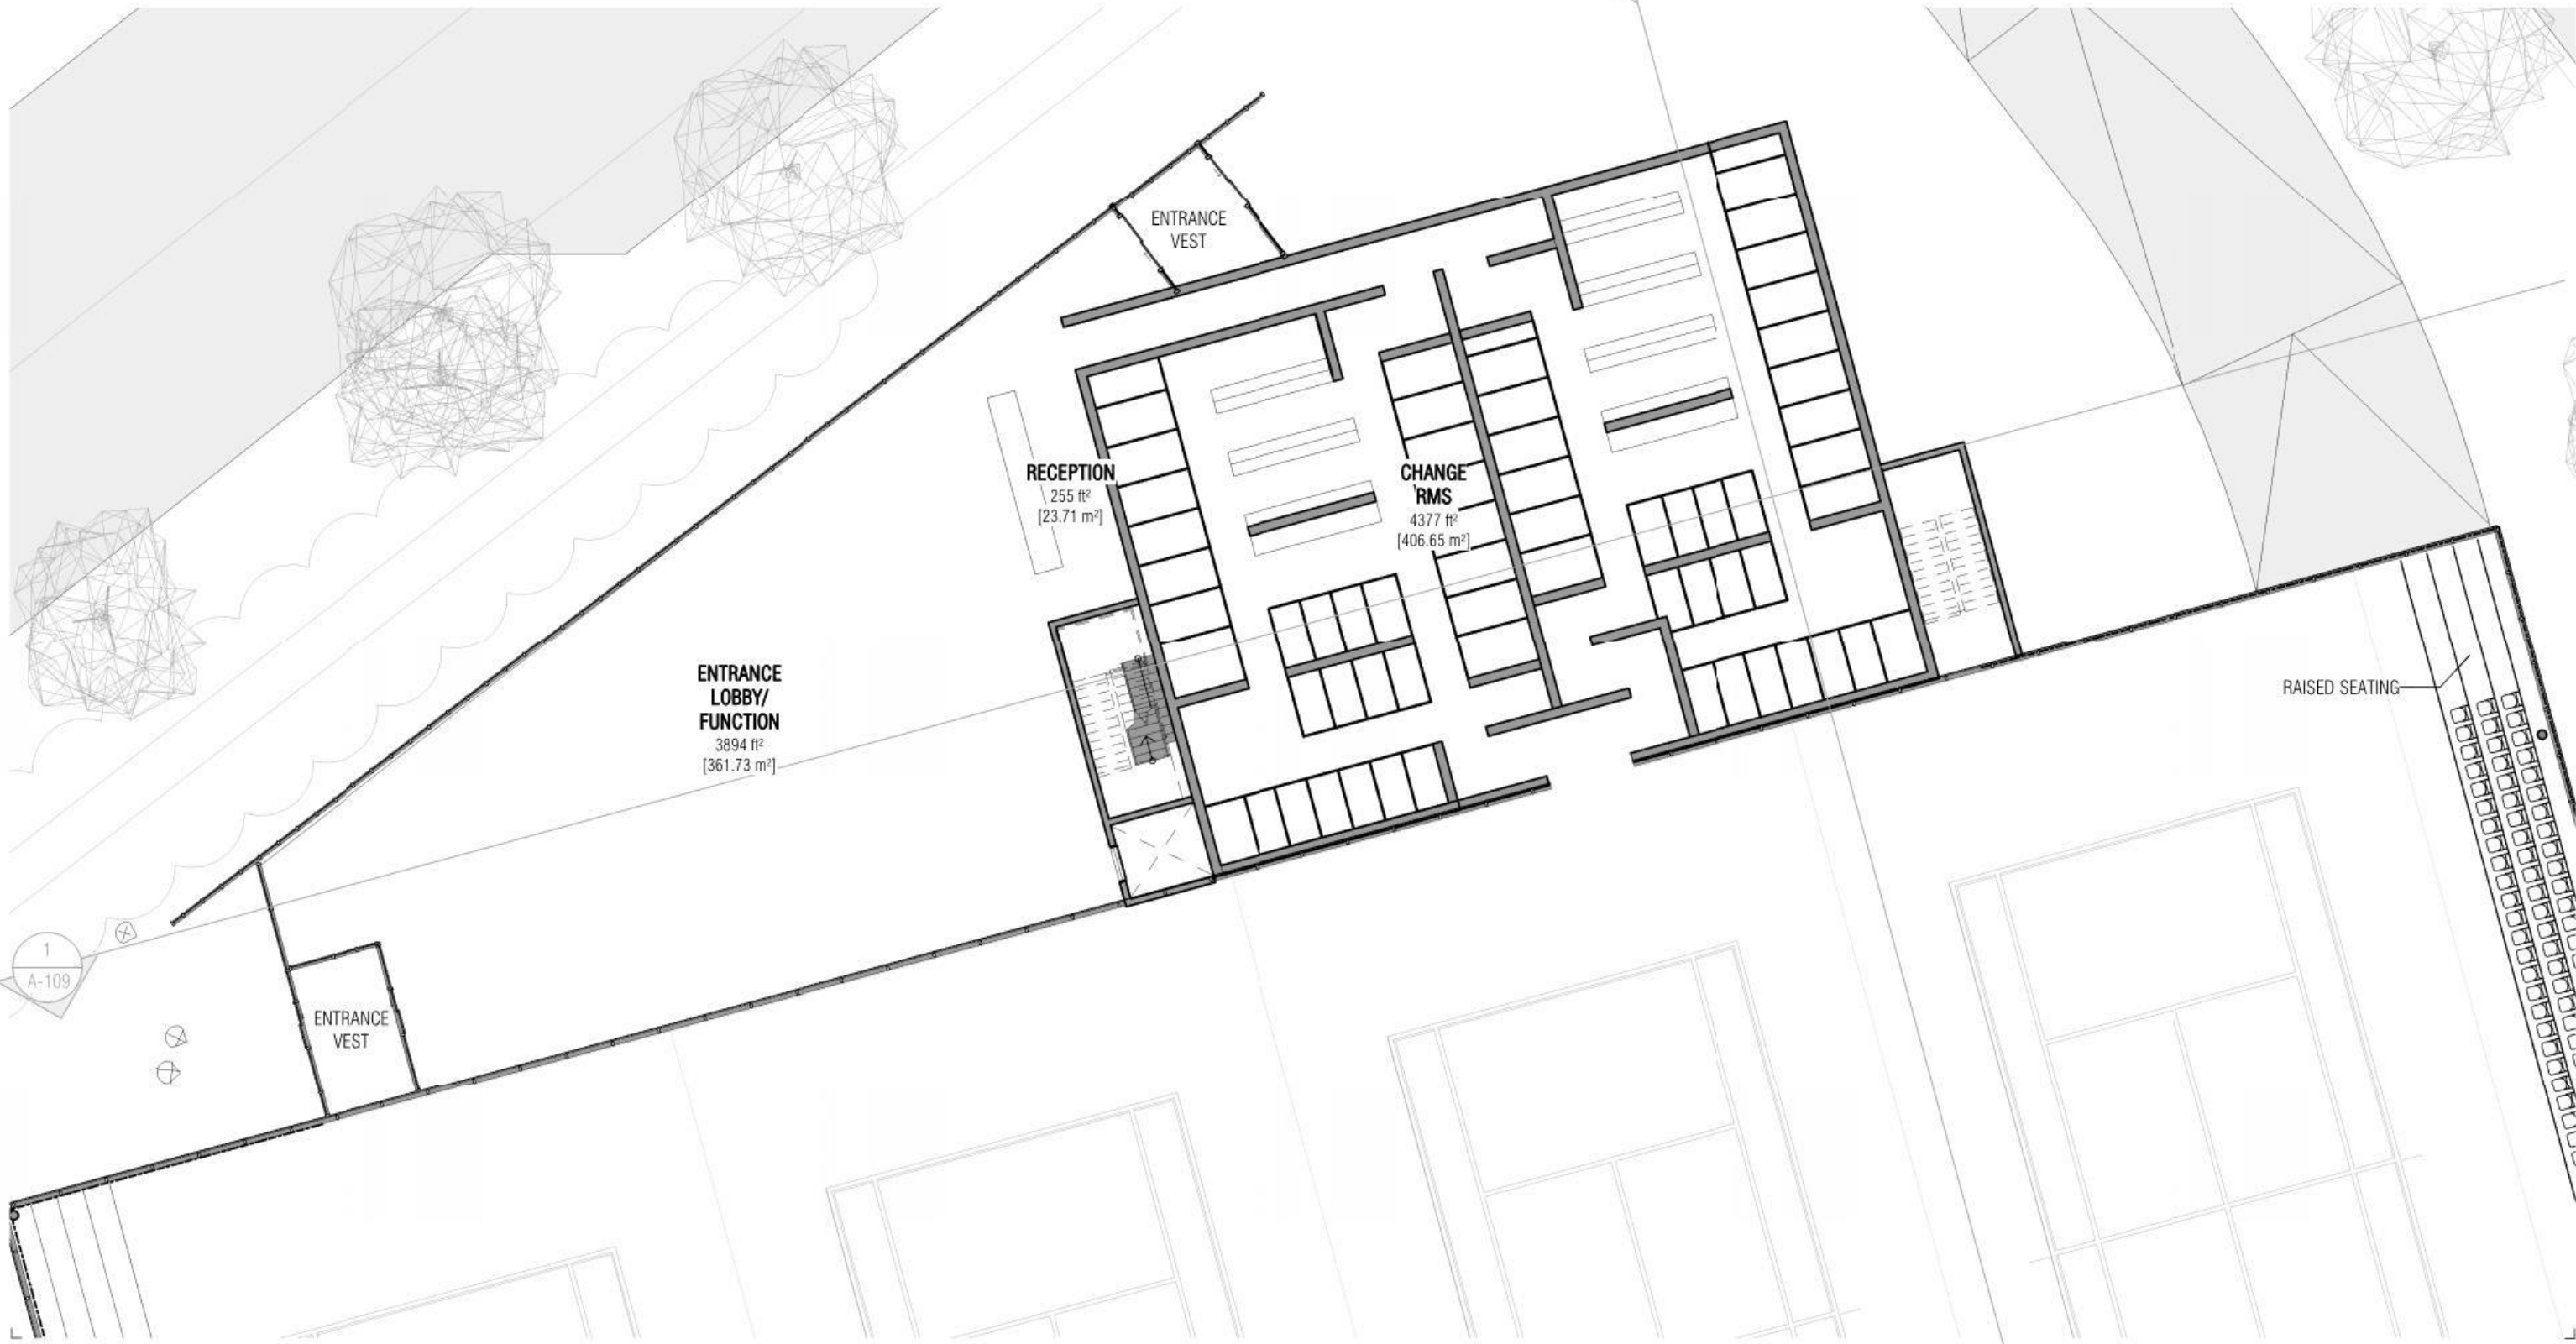 ENTRANCE
VEST
RECEPTION
255 ft²
[23.71 m²]
CHANGE
RMS
4377 ft²
[406.65 m²]
ENTRANCE
LOBBY/
FUNCTION
3894 ft²
[361.73 m²]
RAISED SEATING
1
A-109
ENTRANCE
VEST